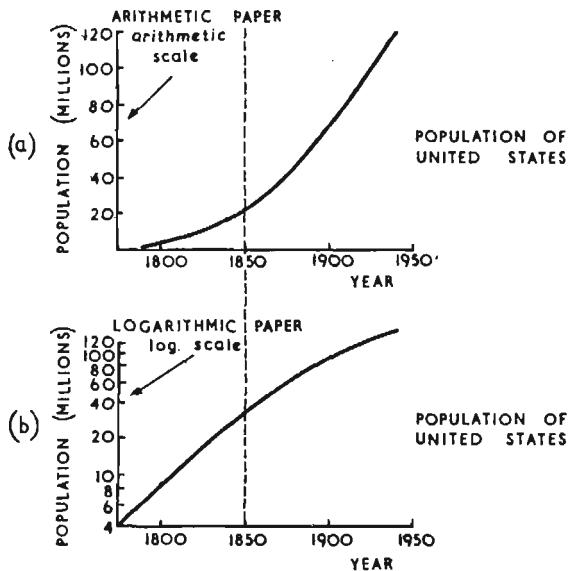 ARITHMETIC PAPER
arithmetic
scale
(a)
POPULATION (MILLIONS)
120
100
80
60
40
20
1800 1850 1900 1950
YEAR
POPULATION OF
UNITED STATES
LOGARITHMIC PAPER
log. scale
(b)
POPULATION (MILLIONS)
120
100
80
60
40
20
10
8
6
4
1800 1850 1900 1950
YEAR
POPULATION OF
UNITED STATES